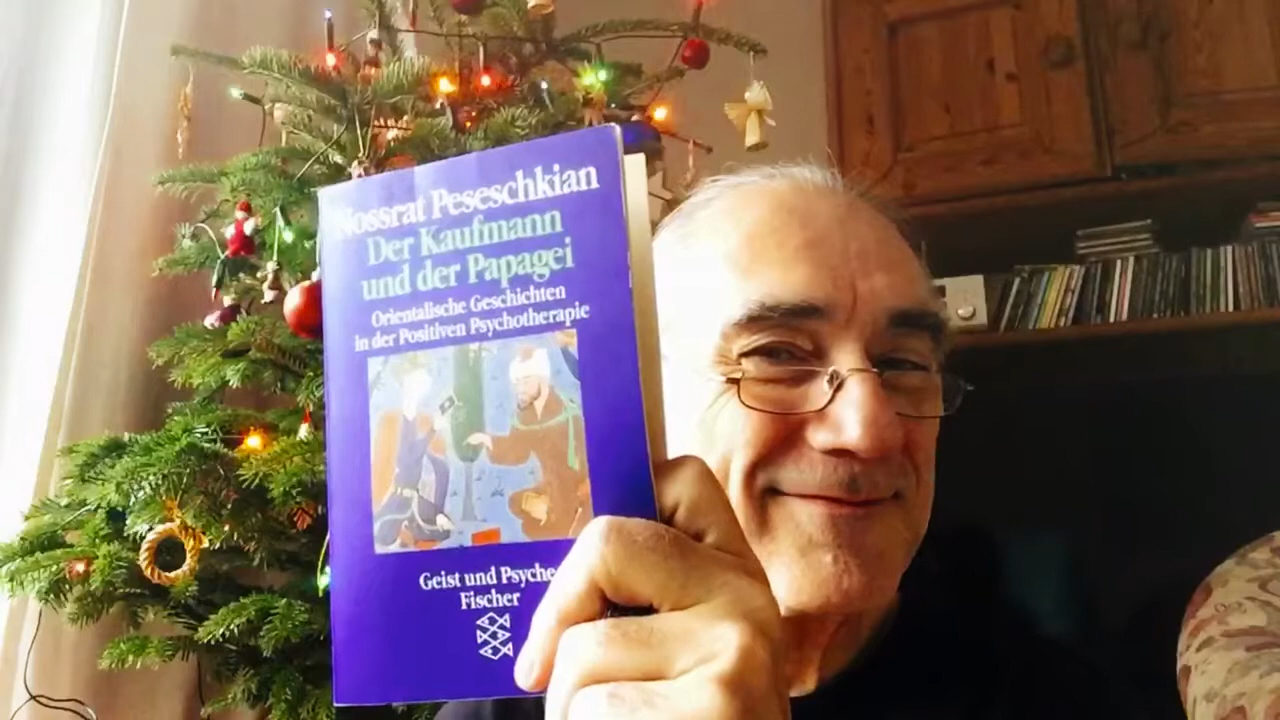 Nossrat Peseschkian
Der Kaufmann
und der Papagei
Orientalische Geschichten
in der Positiven Psychotherapie
Geist und Psyche
Fischer